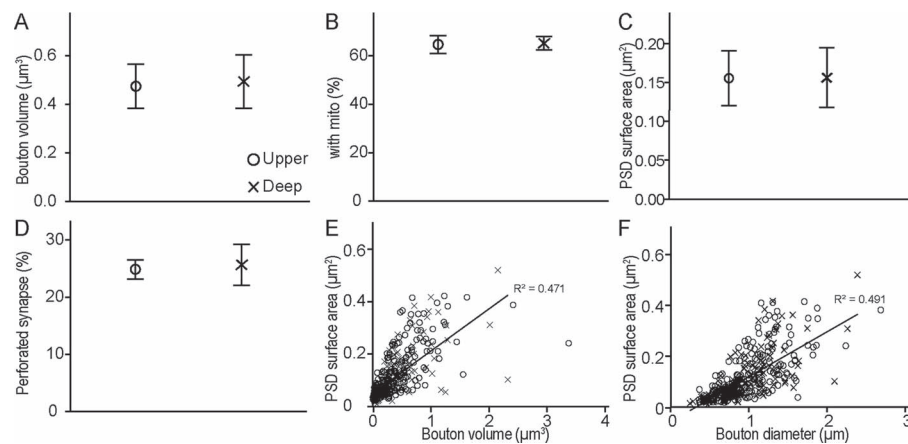 A
Bouton volume (µm³)
0.6
0.4
0.2
0
Upper
Deep
B
with mito (%)
60
40
20
0
C
PSD surface area (µm²)
0.20
0.15
0.10
0.05
0.00
D
Perforated synapse (%)
30
20
10
0
E
PSD surface area (µm²)
0.6
0.4
0.2
0
R² = 0.471
0 1 2 3 4
Bouton volume (µm³)
F
PSD surface area (µm²)
0.6
0.4
0.2
0
R² = 0.491
0 1 2 3
Bouton diameter (µm)